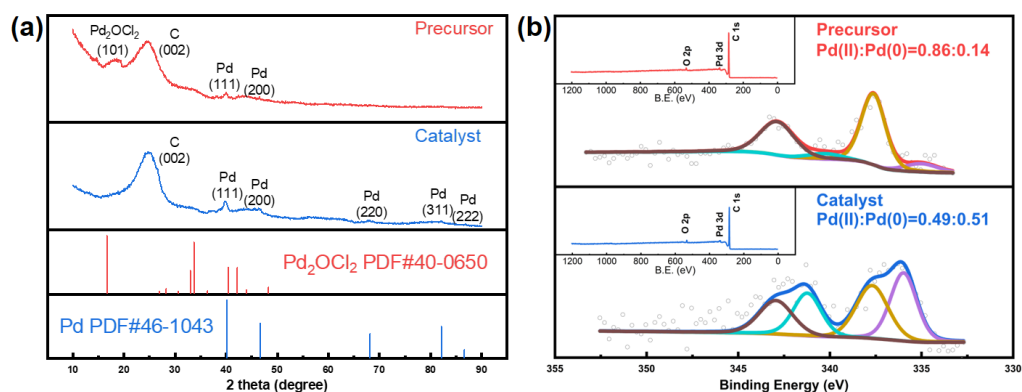 (a)
Precursor
Pd₂OCl₂
(101)
C
(002)
Pd
(111)
Pd
(200)
Catalyst
C
(002)
Pd
(111)
Pd
(200)
Pd
(220)
Pd
(311)
Pd
(222)
Pd₂OCl₂ PDF#40-0650
Pd PDF#46-1043
10 20 30 40 50 60 70 80 90
2 theta (degree)
(b)
Precursor
Pd(II):Pd(0)=0.86:0.14
O 2p
Pd 3d
C 1s
1200 1000 800 600 400 200 0
B.E. (eV)
Catalyst
Pd(II):Pd(0)=0.49:0.51
O 2p
Pd 3d
C 1s
1200 1000 800 600 400 200 0
B.E. (eV)
355 350 345 340 335 330
Binding Energy (eV)